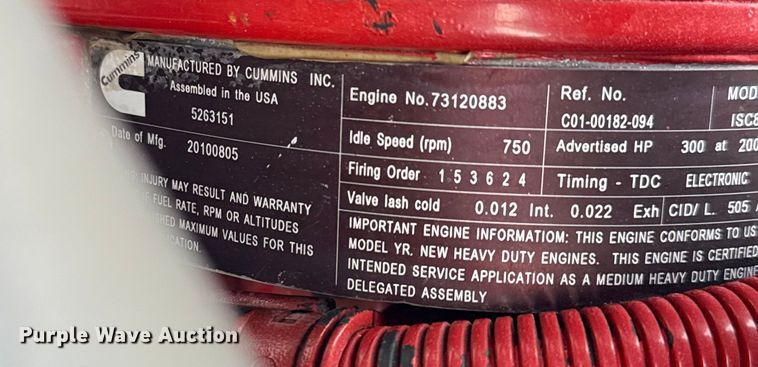 Cummins
MANUFACTURED BY CUMMINS INC.
Assembled in the USA
5263151
Date of Mfg. 20100805
INJURY MAY RESULT AND WARRANTY
FUEL RATE, RPM OR ALTITUDES
MAXIMUM VALUES FOR THIS
Engine No. 73120883
Idle Speed (rpm) 750
Firing Order 1 5 3 6 2 4
Valve lash cold 0.012 Int. 0.022 Exh
Ref. No.
C01-00182-094
Advertised HP 300 at
Timing - TDC ELECTRONIC
CID/ L. 505
IMPORTANT ENGINE INFORMATIOM: THIS ENGINE CONFORMS TO US
MODEL YR. NEW HEAVY DUTY ENGINES. THIS ENGINE IS CERTIFIED
INTENDED SERVICE APPLICATION AS A MEDIUM HEAVY DUTY ENGINE
DELEGATED ASSEMBLY
Purple Wave Auction